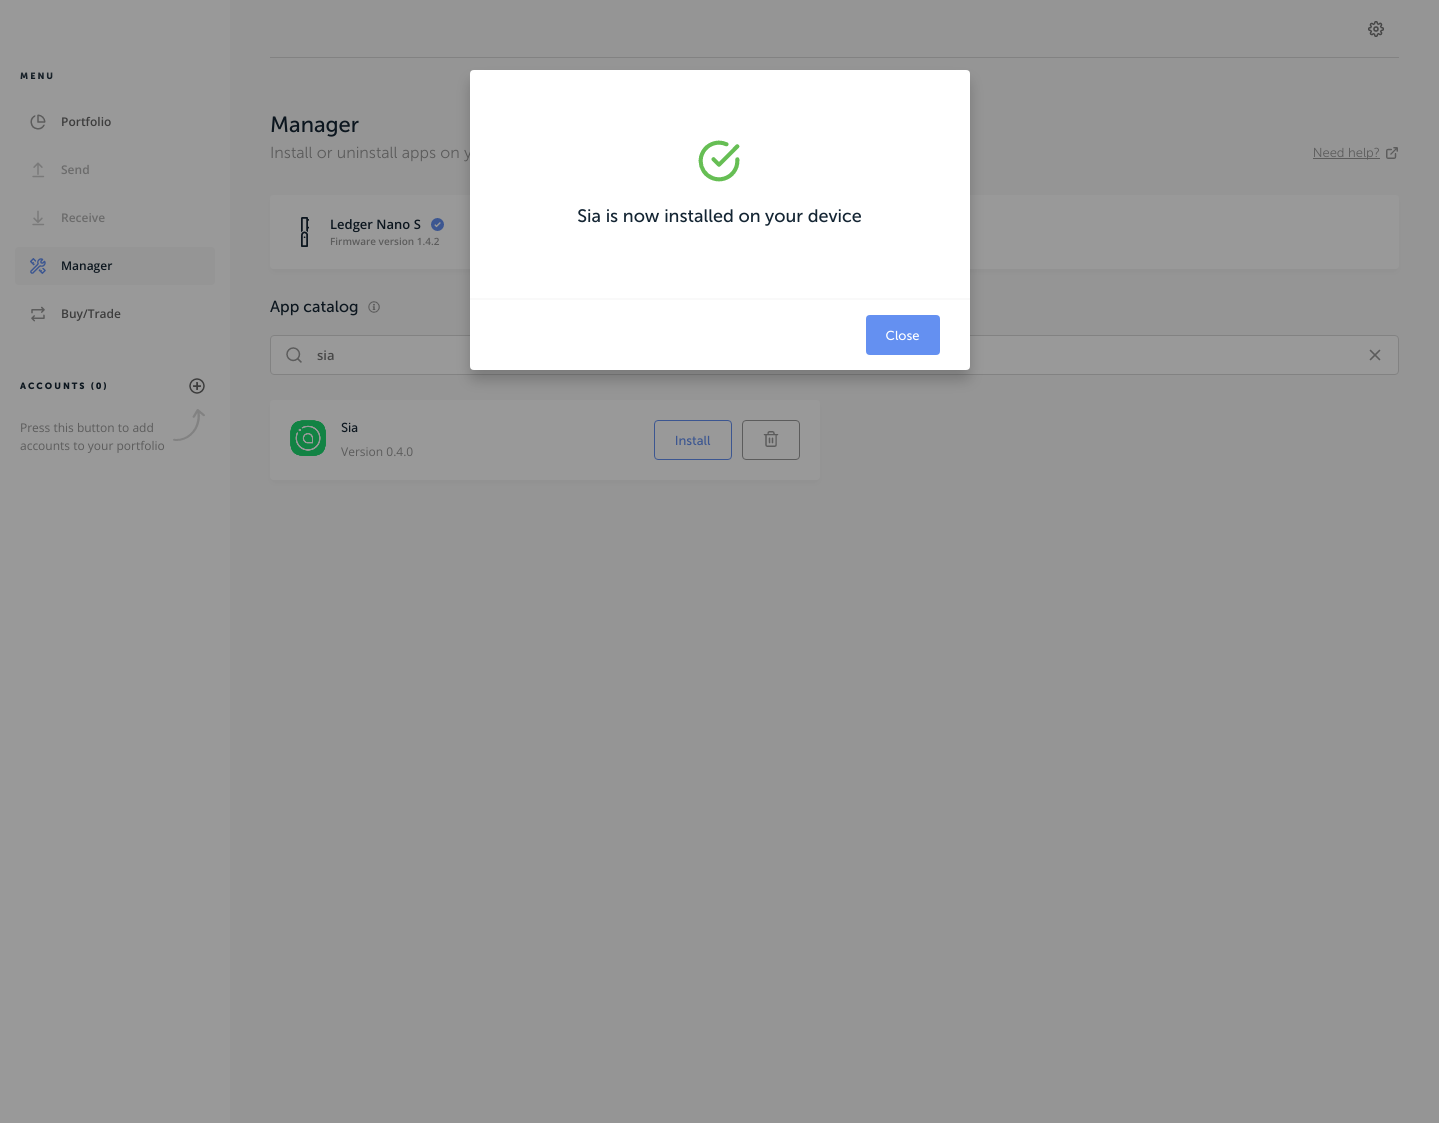 MENU
Portfolio
Send
Receive
Manager
Buy/Trade
ACCOUNTS (0)
Press this button to add
accounts to your portfolio
Manager
Install or uninstall apps on y
Need help?
Ledger Nano S
Firmware version 1.4.2
App catalog
sia
Sia
Version 0.4.0
Install
Sia is now installed on your device
Close